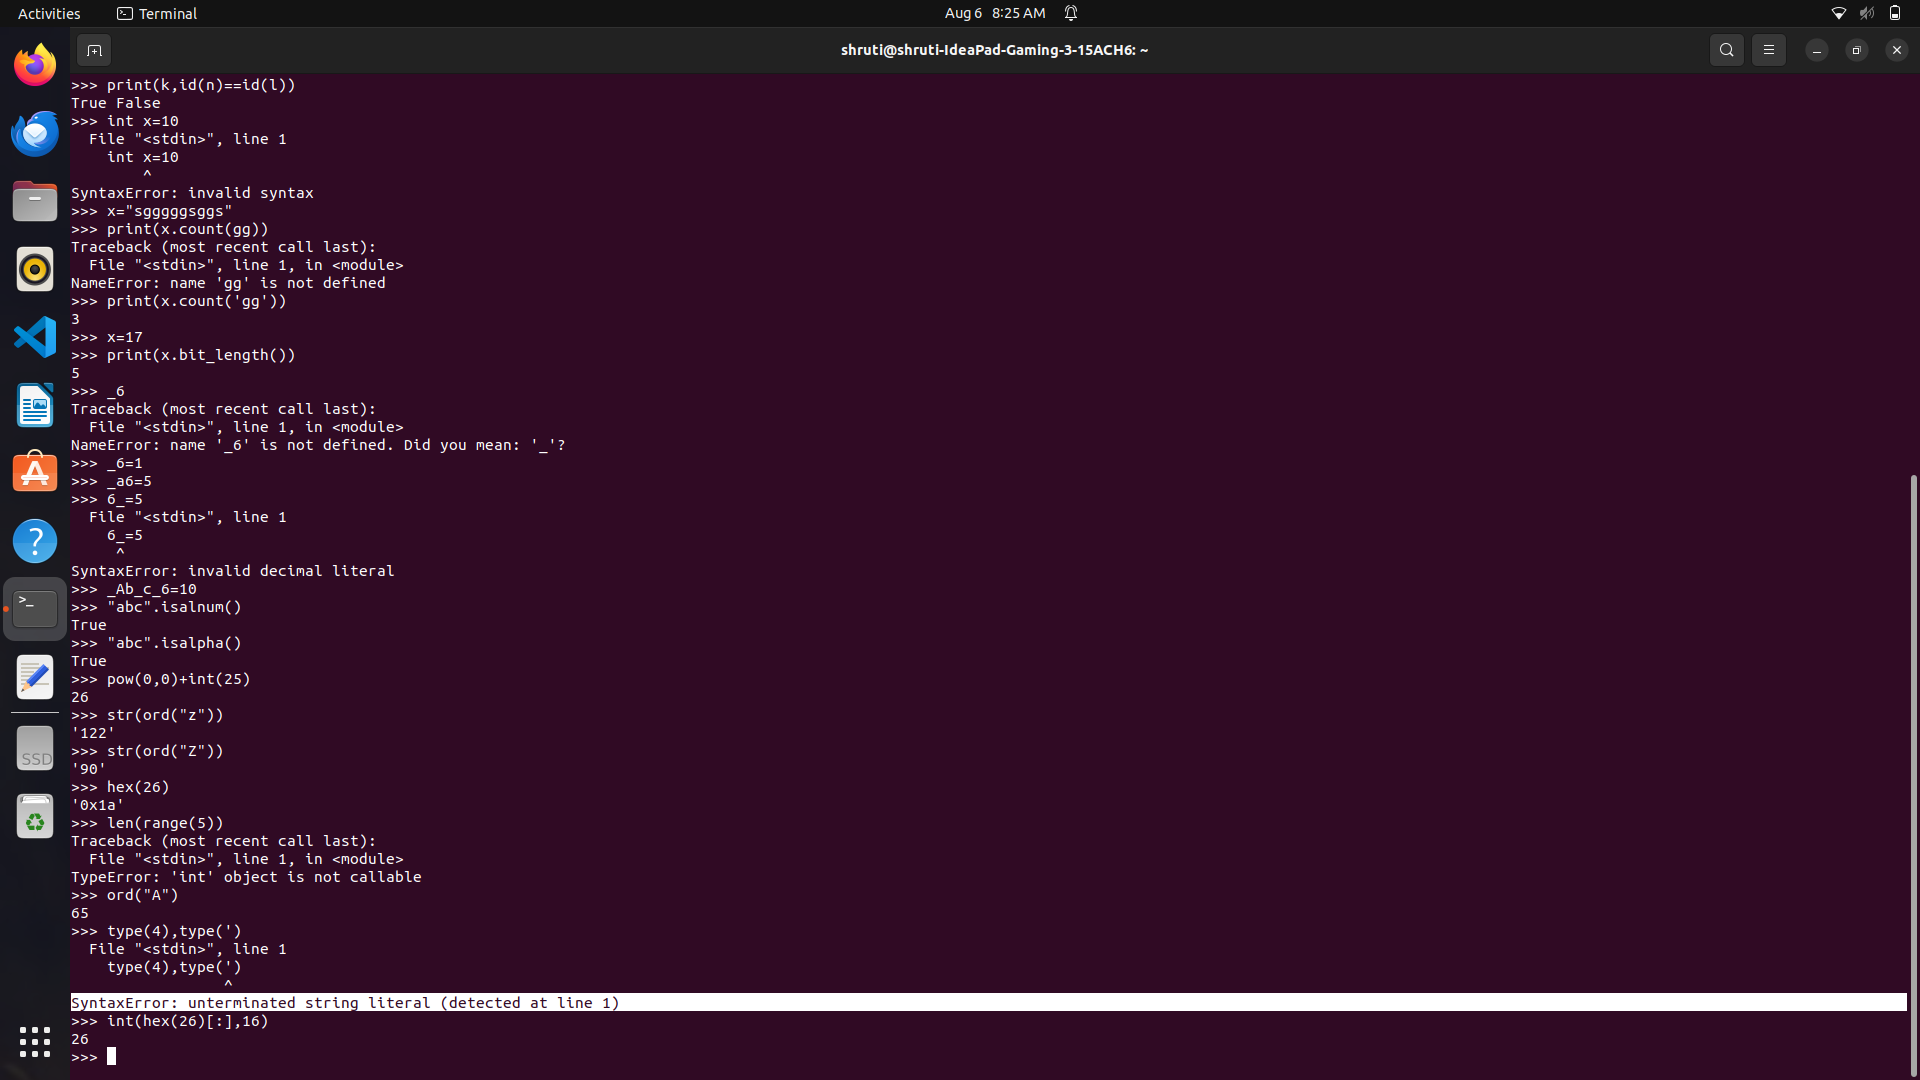 Activities
Terminal
Aug 6 8:25 AM
shruti@shruti-IdeaPad-Gaming-3-15ACH6: ~
>>> print(k,id(n)==id(l))
True False
>>> int x=10
  File "<stdin>", line 1
    int x=10
        ^
SyntaxError: invalid syntax
>>> x="sgggggsggs"
>>> print(x.count(gg))
Traceback (most recent call last):
  File "<stdin>", line 1, in <module>
NameError: name 'gg' is not defined
>>> print(x.count('gg'))
3
>>> x=17
>>> print(x.bit_length())
5
>>> _6
Traceback (most recent call last):
  File "<stdin>", line 1, in <module>
NameError: name '_6' is not defined. Did you mean: '_'?
>>> _6=1
>>> _a6=5
>>> 6_=5
  File "<stdin>", line 1
    6_=5
     ^
SyntaxError: invalid decimal literal
>>> _Ab_c_6=10
>>> "abc".isalnum()
True
>>> "abc".isalpha()
True
>>> pow(0,0)+int(25)
26
>>> str(ord("z"))
'122'
>>> str(ord("Z"))
'90'
>>> hex(26)
'0x1a'
>>> len(range(5))
Traceback (most recent call last):
  File "<stdin>", line 1, in <module>
TypeError: 'int' object is not callable
>>> ord("A")
65
>>> type(4),type(')
  File "<stdin>", line 1
    type(4),type(')
                 ^
SyntaxError: unterminated string literal (detected at line 1)
>>> int(hex(26)[:],16)
26
>>>
SSD